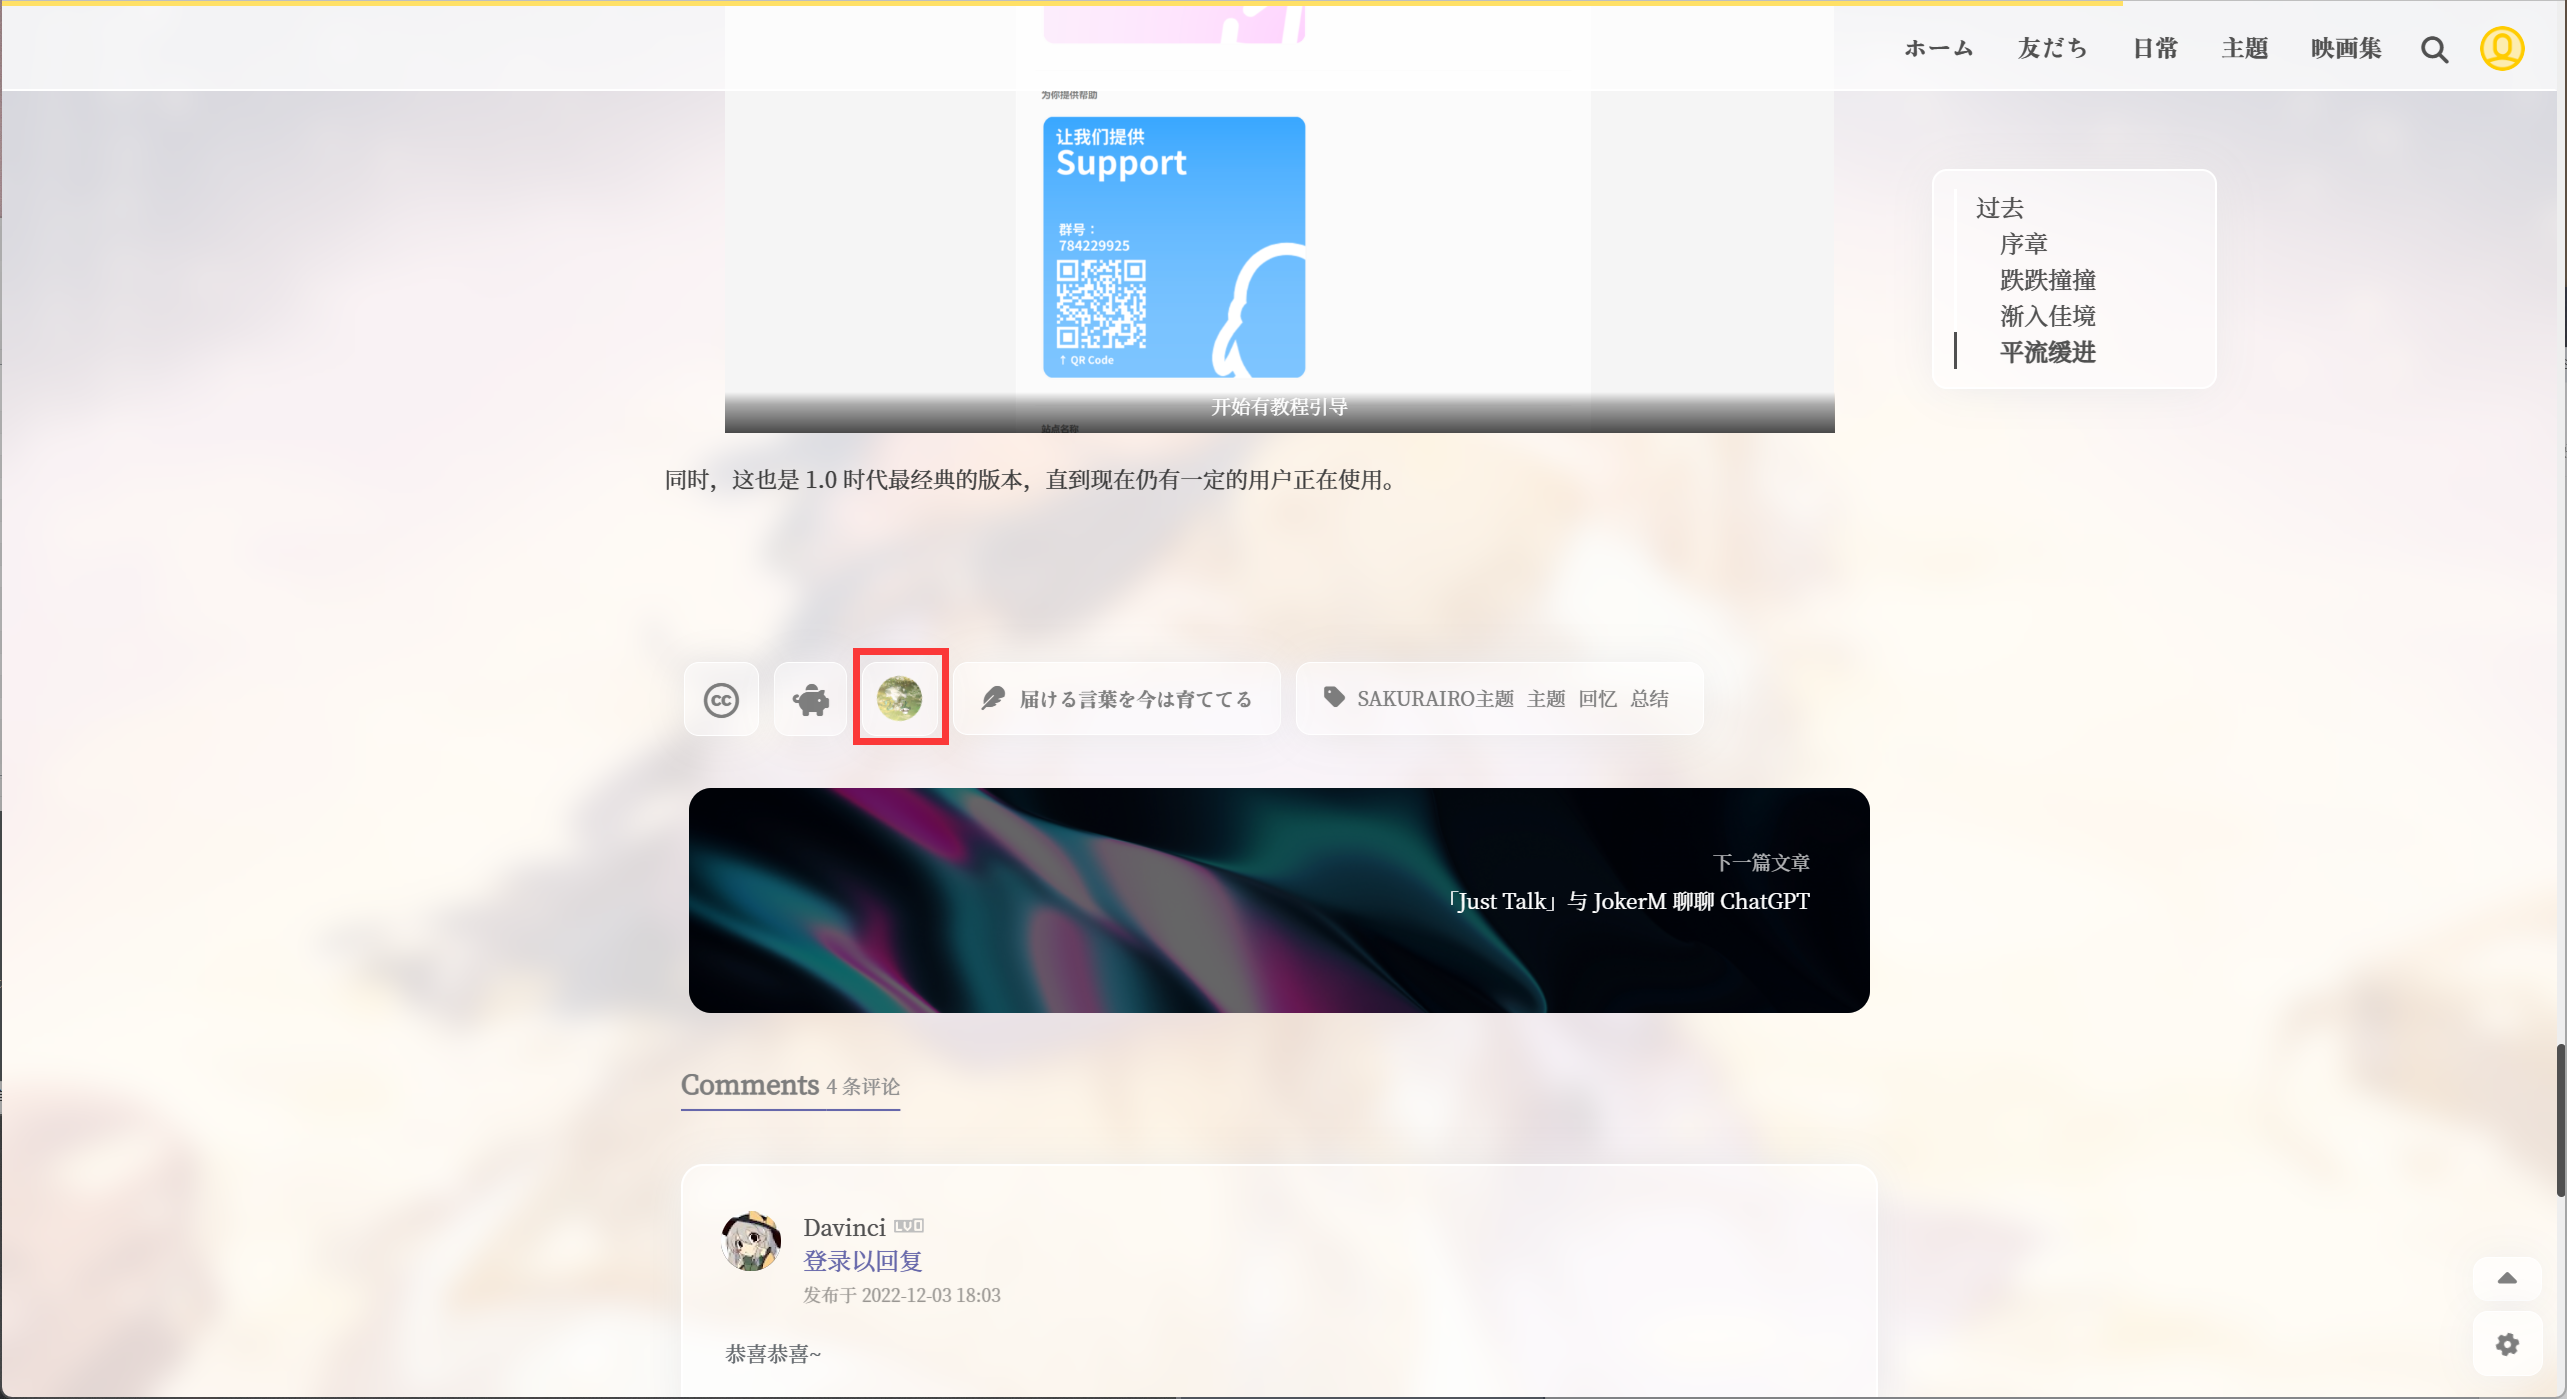 ホーム
友だち
日常
主题
映画集
为你提供帮助
让我们提供
Support
群号：
784229925
↑ QR Code
开始有教程引导
站点名称
过去
序章
跌跌撞撞
渐入佳境
平流缓进
同时，这也是 1.0 时代最经典的版本，直到现在仍有一定的用户正在使用。
cc
届ける言葉を今は育ててる
SAKURAIRO主题 主题 回忆 总结
下一篇文章
「Just Talk」与 JokerM 聊聊 ChatGPT
Comments 4 条评论
Davinci LV0
登录以回复
发布于 2022-12-03 18:03
恭喜恭喜~